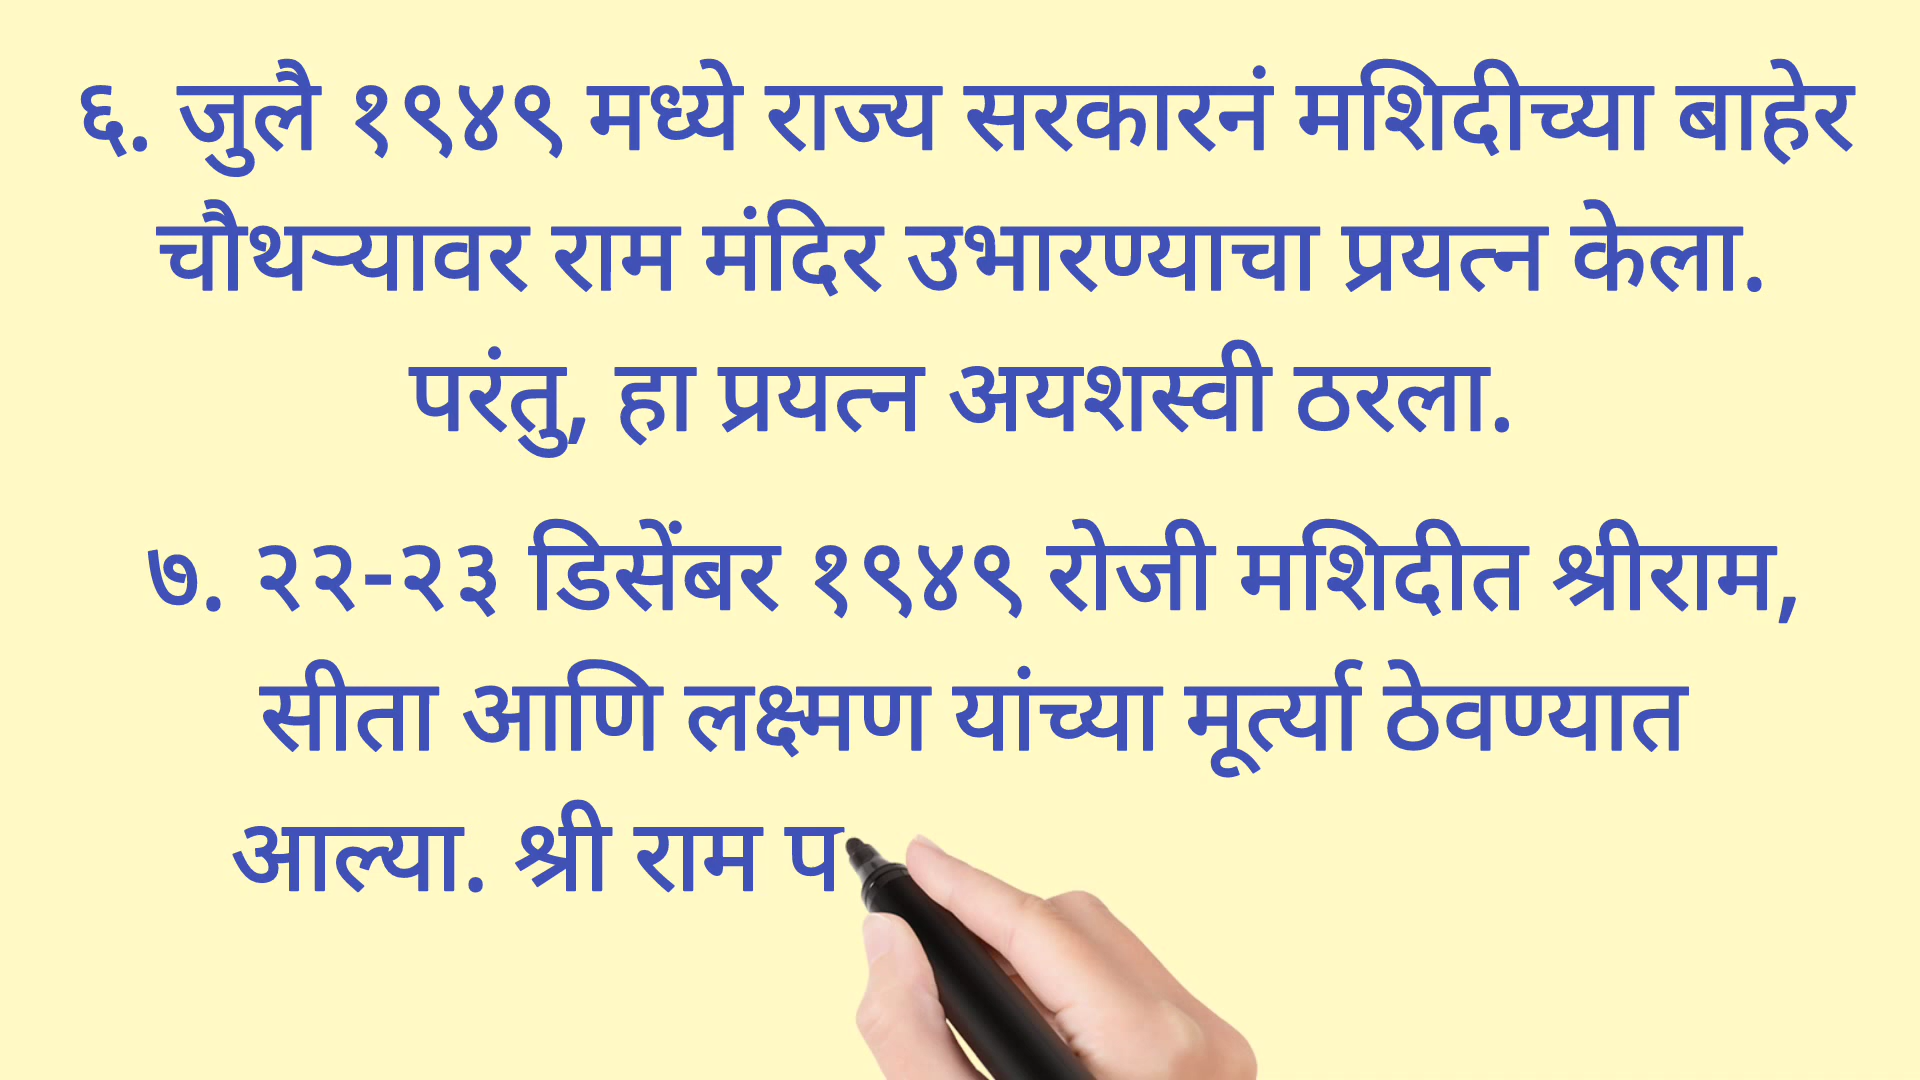 ६. जुलै १९४९ मध्ये राज्य सरकारनं मशिदीच्या बाहेर
चौथऱ्यावर राम मंदिर उभारण्याचा प्रयत्न केला.
परंतु, हा प्रयत्न अयशस्वी ठरला.
७. २२-२३ डिसेंबर १९४९ रोजी मशिदीत श्रीराम,
सीता आणि लक्ष्मण यांच्या मूर्त्या ठेवण्यात
आल्या. श्री राम प